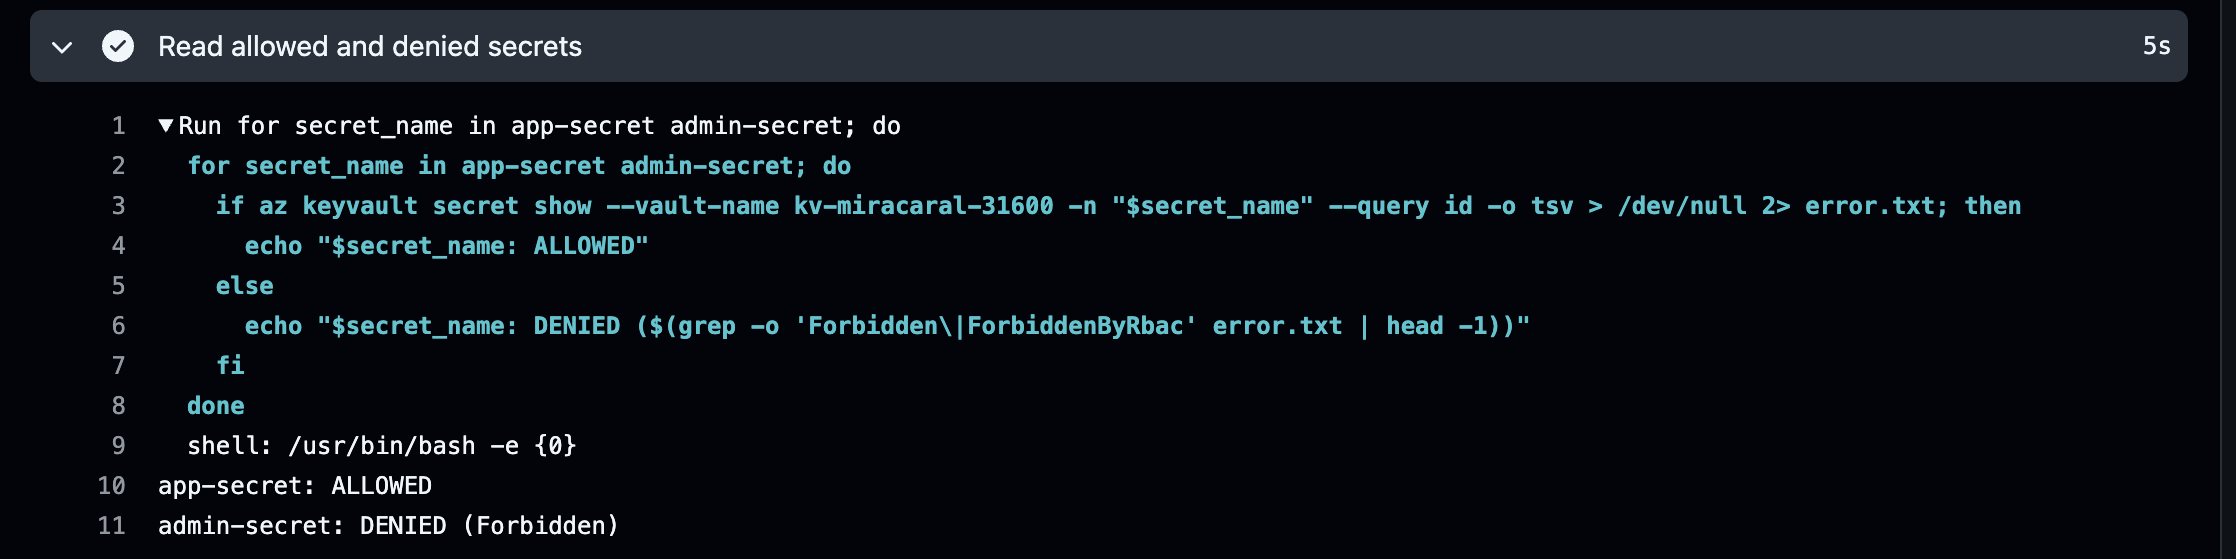 Read allowed and denied secrets 5s
1 ▼Run for secret_name in app-secret admin-secret; do
2 for secret_name in app-secret admin-secret; do
3 if az keyvault secret show --vault-name kv-miracaral-31600 -n "$secret_name" --query id -o tsv > /dev/null 2> error.txt; then
4 echo "$secret_name: ALLOWED"
5 else
6 echo "$secret_name: DENIED ($(grep -o 'Forbidden\|ForbiddenByRbac' error.txt | head -1))"
7 fi
8 done
9 shell: /usr/bin/bash -e {0}
10 app-secret: ALLOWED
11 admin-secret: DENIED (Forbidden)